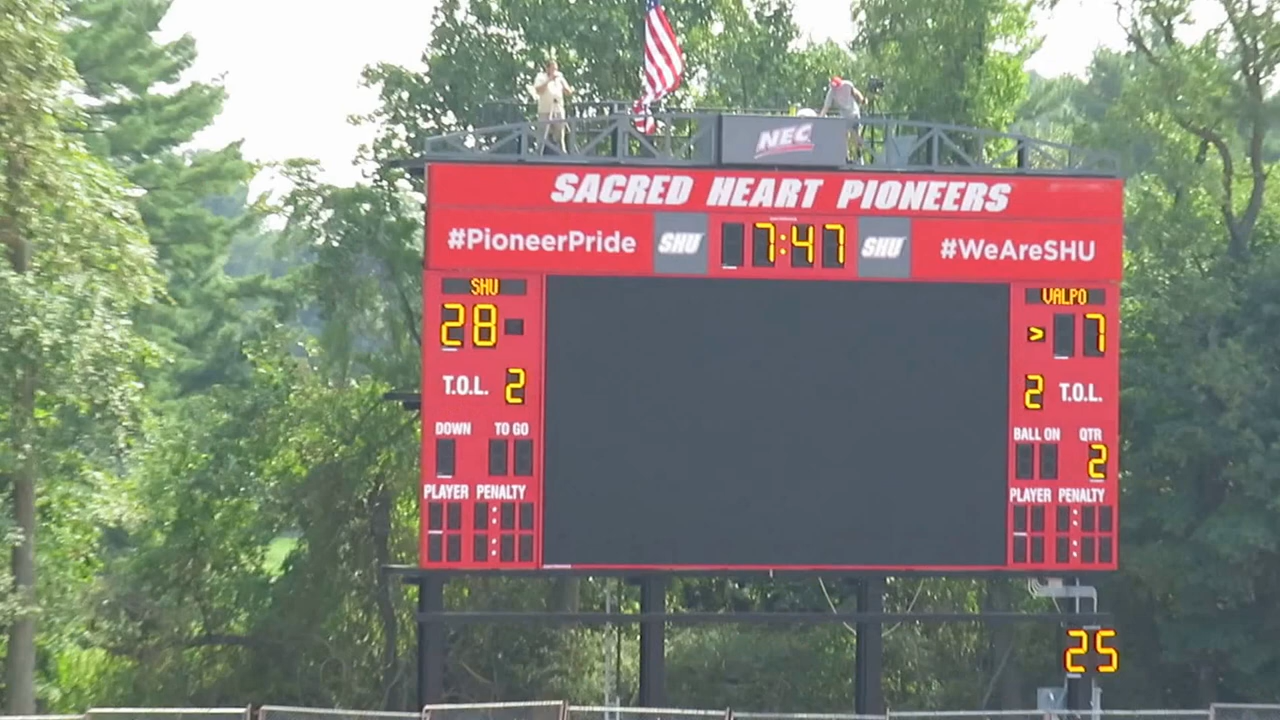 NEC
SACRED HEART PIONEERS
#PioneerPride SHU 7:47 SHU #WeAreSHU
SHU
28
T.O.L. 2
DOWN TO GO
PLAYER PENALTY
VALPO
> 7
2 T.O.L.
BALL ON QTR
2
PLAYER PENALTY
25